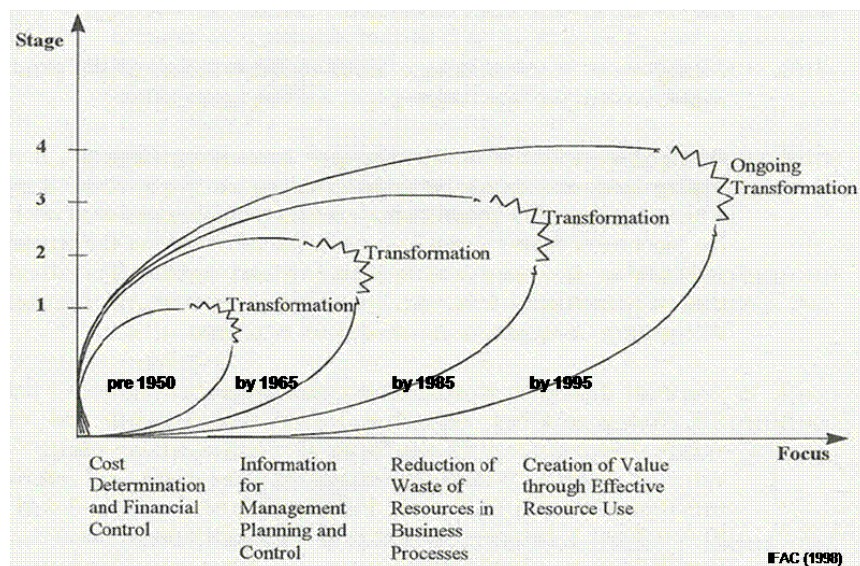 Stage
4
Ongoing
Transformation
3
Transformation
2
Transformation
1
Transformation
pre 1950
by 1965
by 1985
by 1995
Focus
Cost
Determination
and Financial
Control
Information
for
Management
Planning and
Control
Reduction of
Waste of
Resources in
Business
Processes
Creation of Value
through Effective
Resource Use
IFAC (1998)